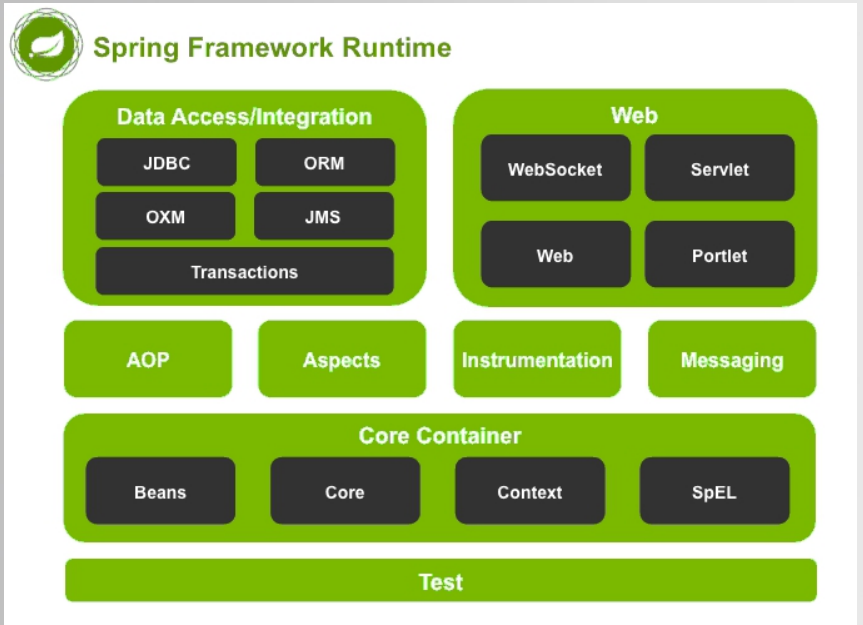 Spring Framework Runtime
Data Access/Integration
JDBC
ORM
OXM
JMS
Transactions
Web
WebSocket
Servlet
Web
Portlet
AOP
Aspects
Instrumentation
Messaging
Core Container
Beans
Core
Context
SpEL
Test